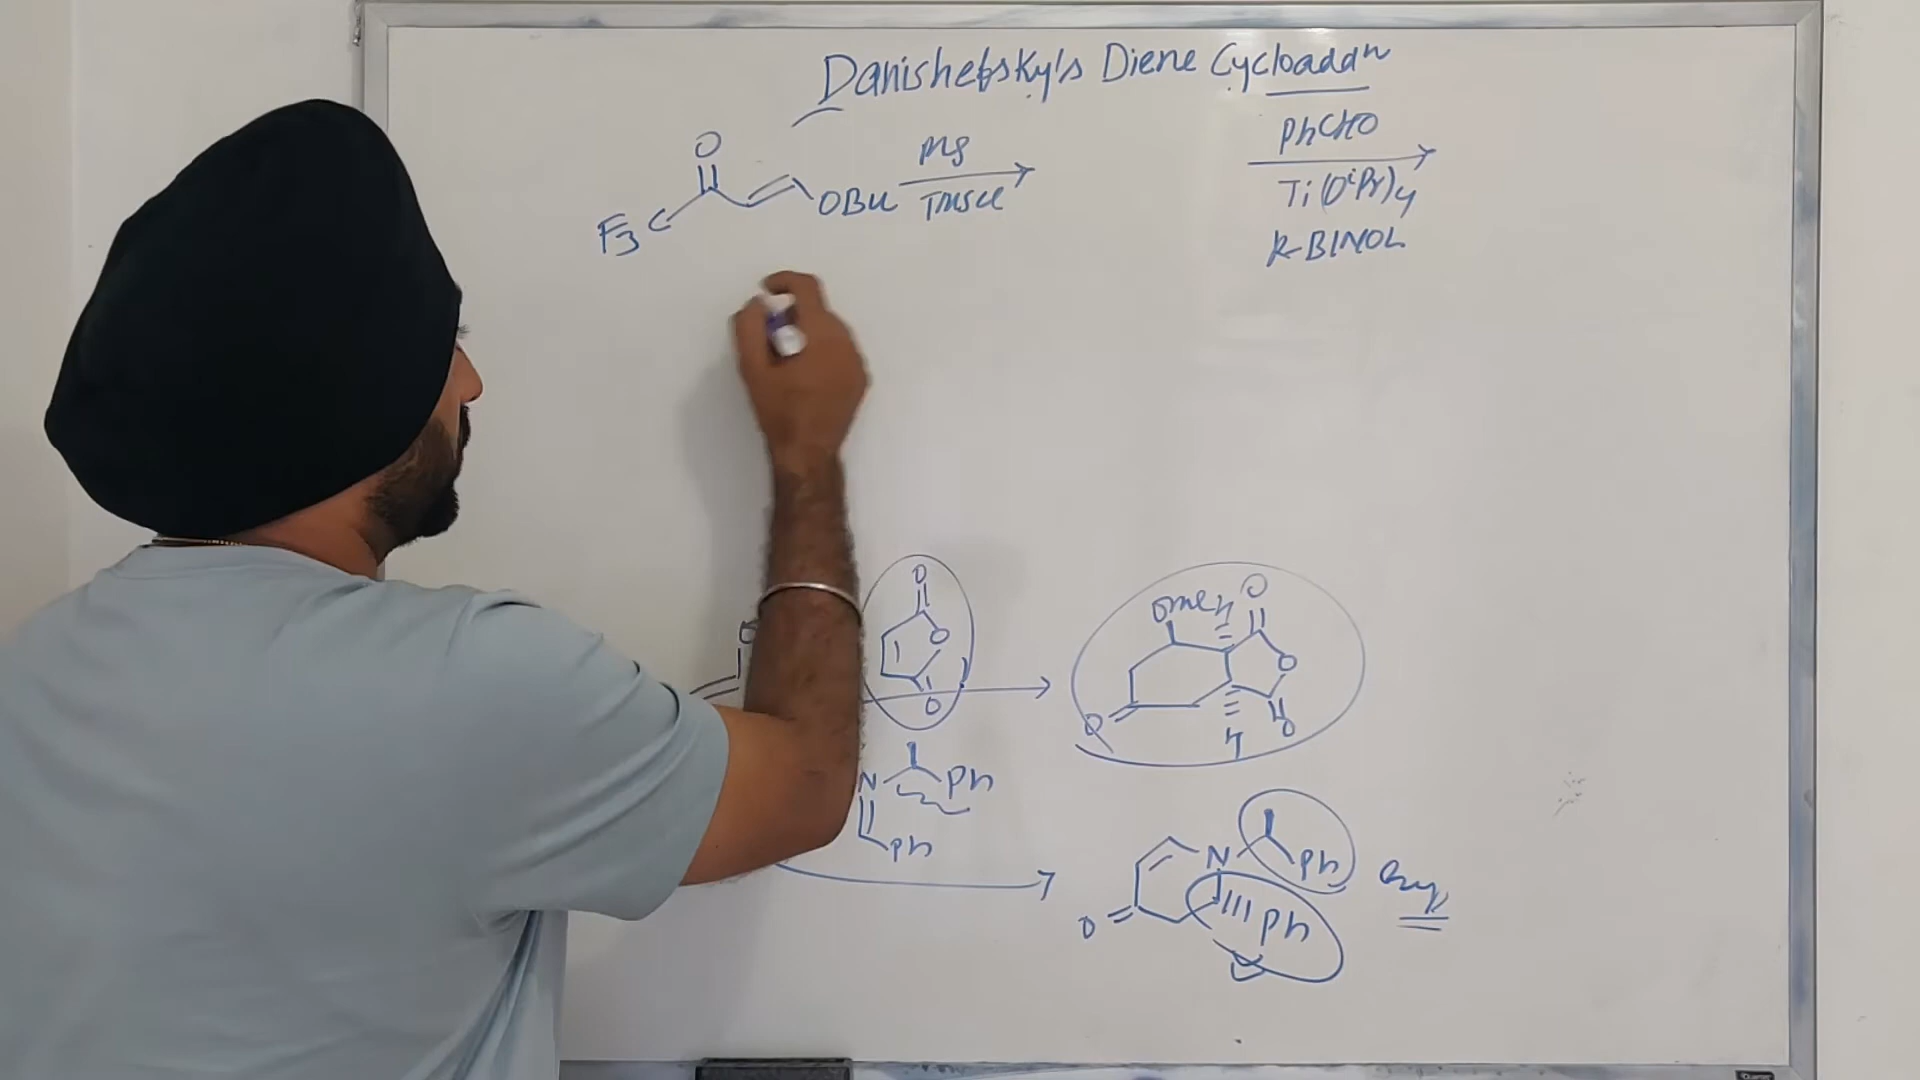 Danishefsky's Diene Cycloaddn
O
F3C
OBu
Mg
TMSCl
PhCHO
Ti(OiPr)4
R-BINOL
O
O
O
OMe H
O
O
O
O
H
N
Ph
Ph
N
Ph
O
Ph